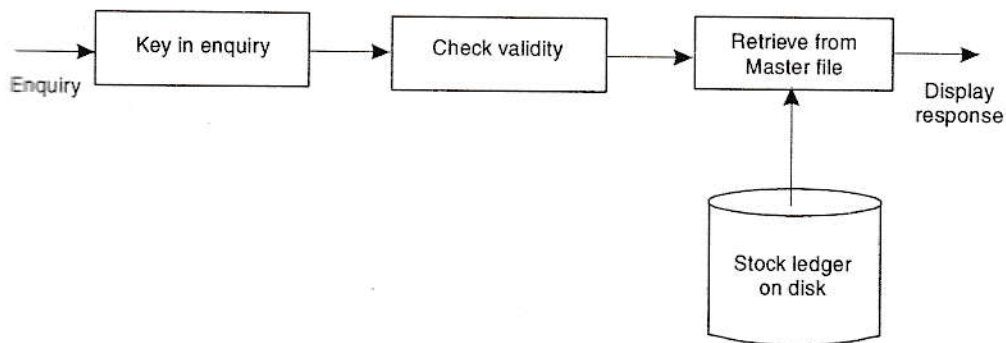 Key in enquiry
Check validity
Retrieve from
Master file
Enquiry
Display
response
Stock ledger
on disk